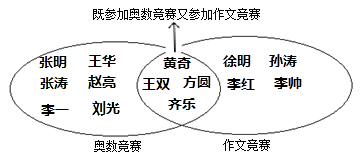 既参加奥数竞赛又参加作文竞赛
张明 王华 黄奇 徐明 孙涛
张涛 赵亮 王双 方圆 李红 李帅
李一 刘光 齐乐
奥数竞赛 作文竞赛